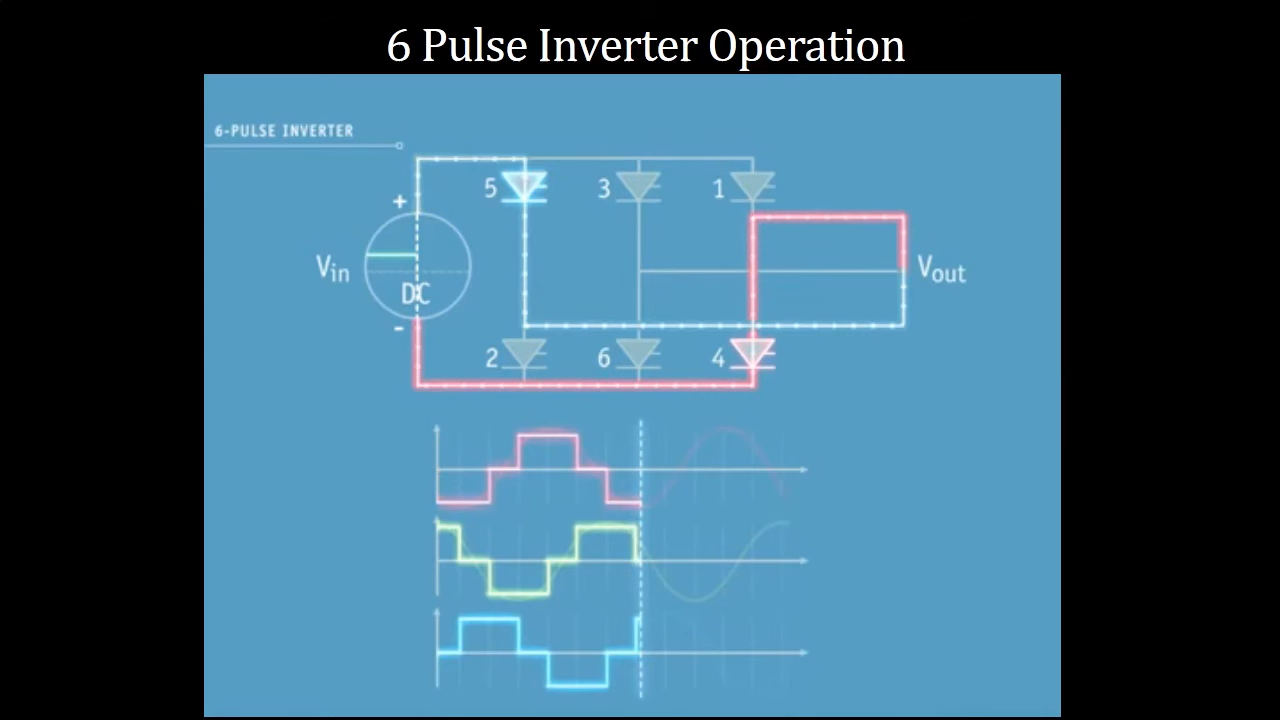 6 Pulse Inverter Operation
6-PULSE INVERTER
5 3 1
+
Vin
Vout
DC
-
2 6 4